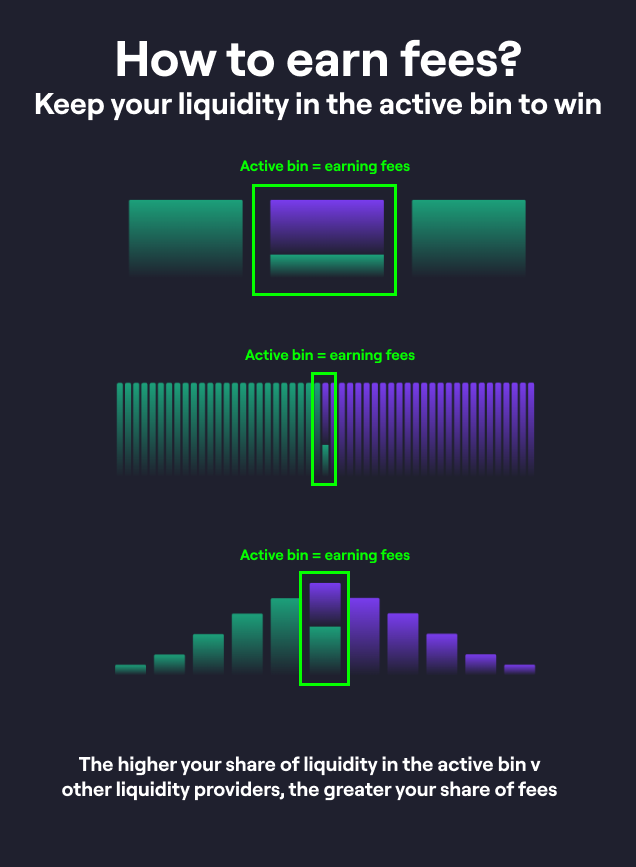 How to earn fees?
Keep your liquidity in the active bin to win
Active bin = earning fees
Active bin = earning fees
Active bin = earning fees
The higher your share of liquidity in the active bin v
other liquidity providers, the greater your share of fees